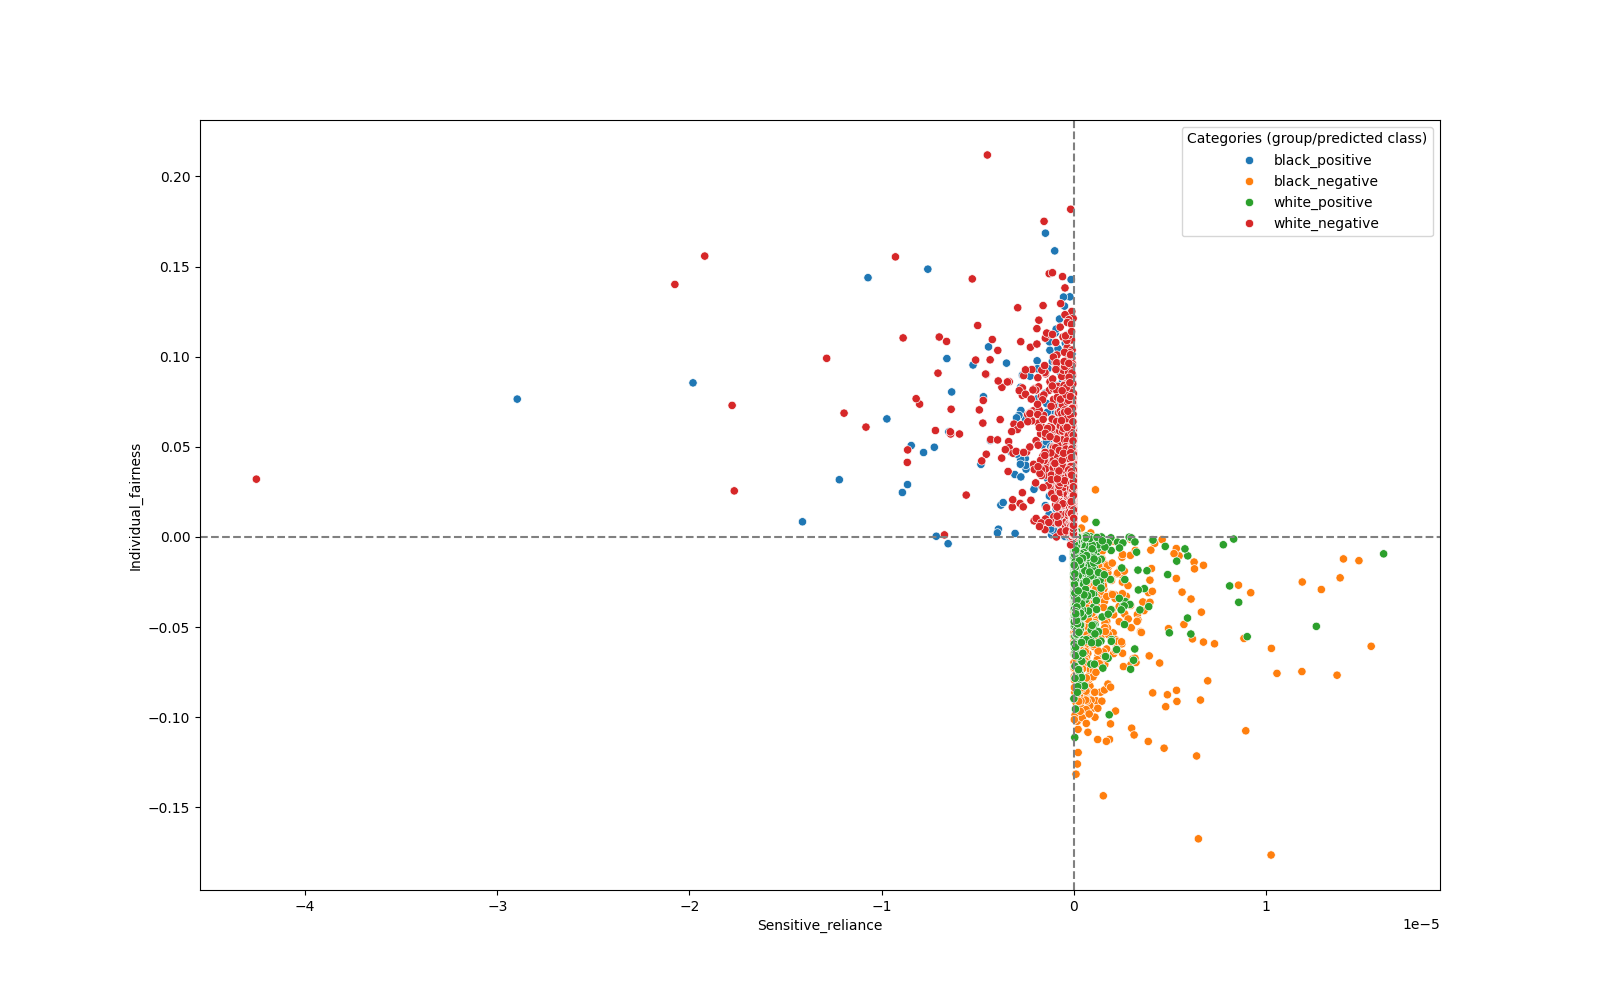 Categories (group/predicted class)
black_positive
black_negative
white_positive
white_negative
0.20
0.15
0.10
0.05
0.00
−0.05
−0.10
−0.15
Individual_fairness
−4
−3
−2
−1
0
1
1e−5
Sensitive_reliance